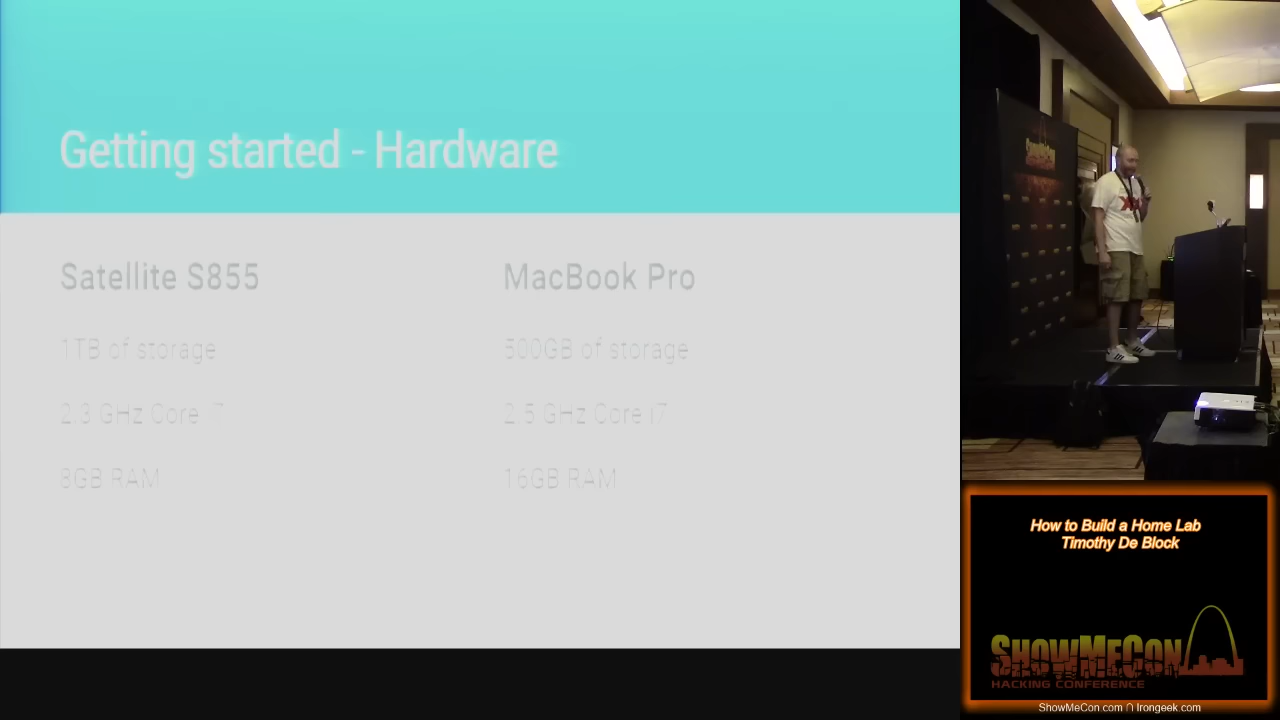 Getting started - Hardware
Satellite S855
1TB of storage
2.3 GHz Core i7
8GB RAM
MacBook Pro
500GB of storage
2.5 GHz Core i7
16GB RAM
How to Build a Home Lab
Timothy De Block
SHOWMECON
HACKING CONFERENCE
ShowMeCon.com ∩ Irongeek.com